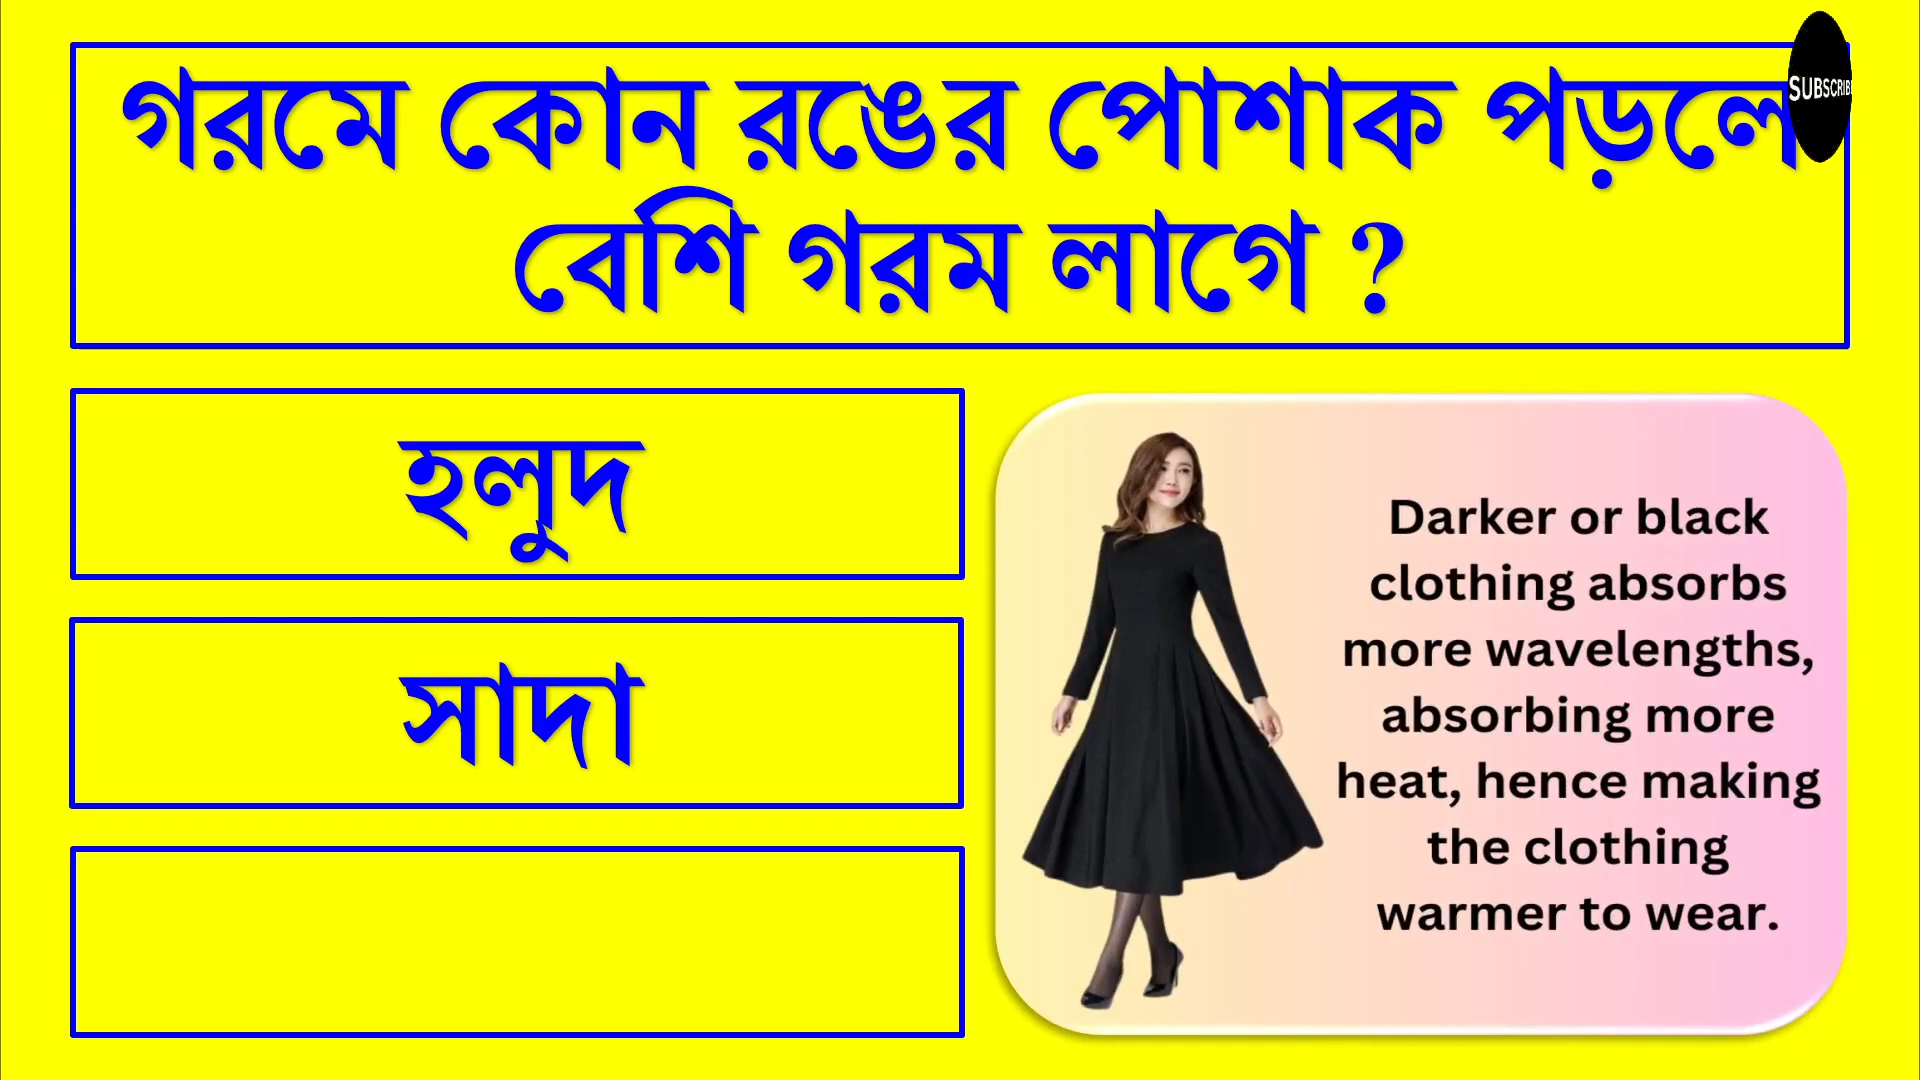 গরমে কোন রঙের পোশাক পড়লে
বেশি গরম লাগে ?
SUBSCRIBE
হলুদ
সাদা
Darker or black
clothing absorbs
more wavelengths,
absorbing more
heat, hence making
the clothing
warmer to wear.